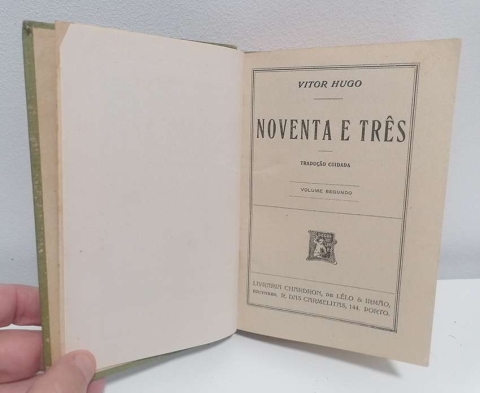 VITOR HUGO
NOVENTA E TRÊS
TRADUÇÃO CUIDADA
VOLUME SEGUNDO
LIVRARIA CHARDRON, DE LÉLO & IRMÃO,
EDITORES, R. DAS CARMELITAS, 144, PORTO.